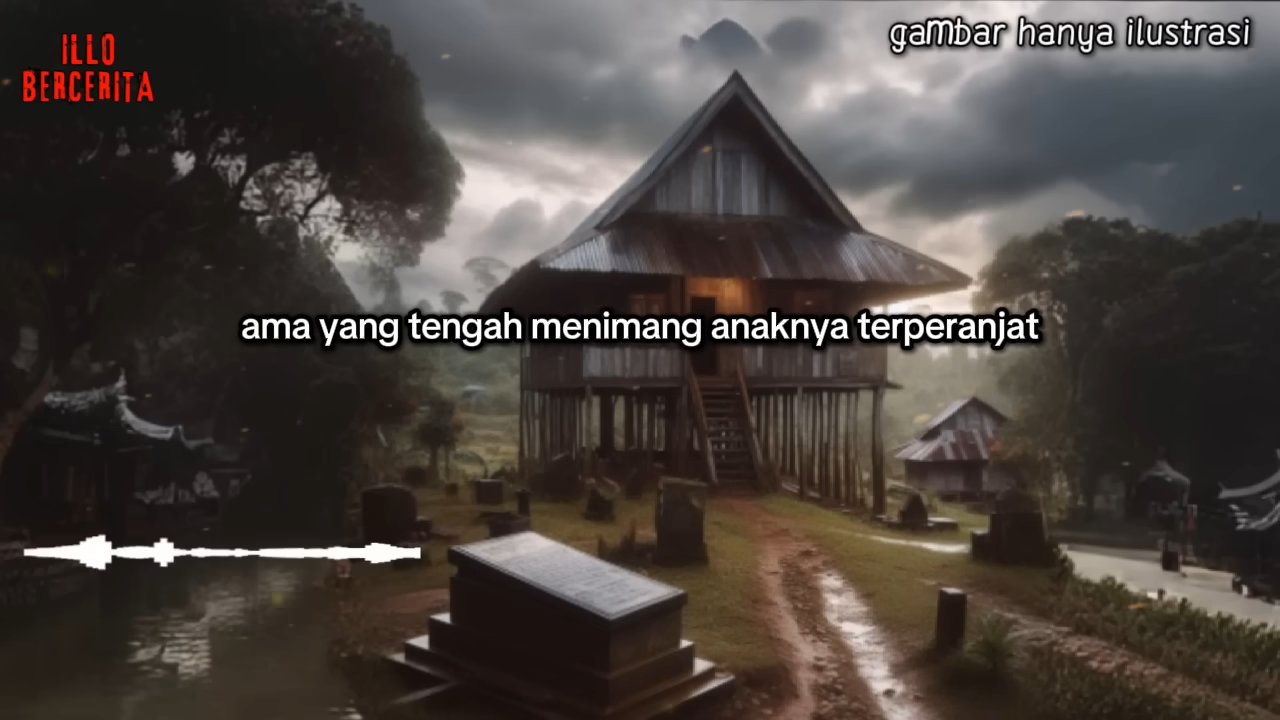 ILLO
BERCERITA
gambar hanya ilustrasi
ama yang tengah menimang anaknya terperanjat